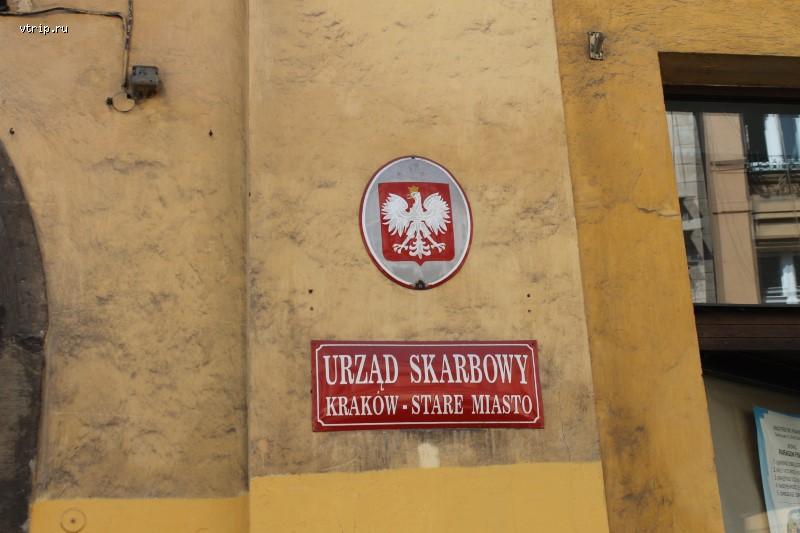 vtrip.ru
URZĄD SKARBOWY
KRAKÓW - STARE MIASTO